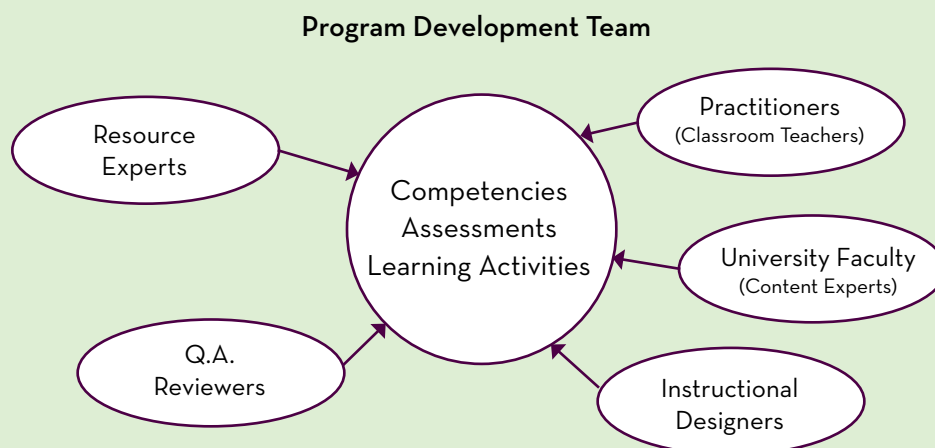 Program Development Team
Resource
Experts
Practitioners
(Classroom Teachers)
Competencies
Assessments
Learning Activities
University Faculty
(Content Experts)
Q.A.
Reviewers
Instructional
Designers